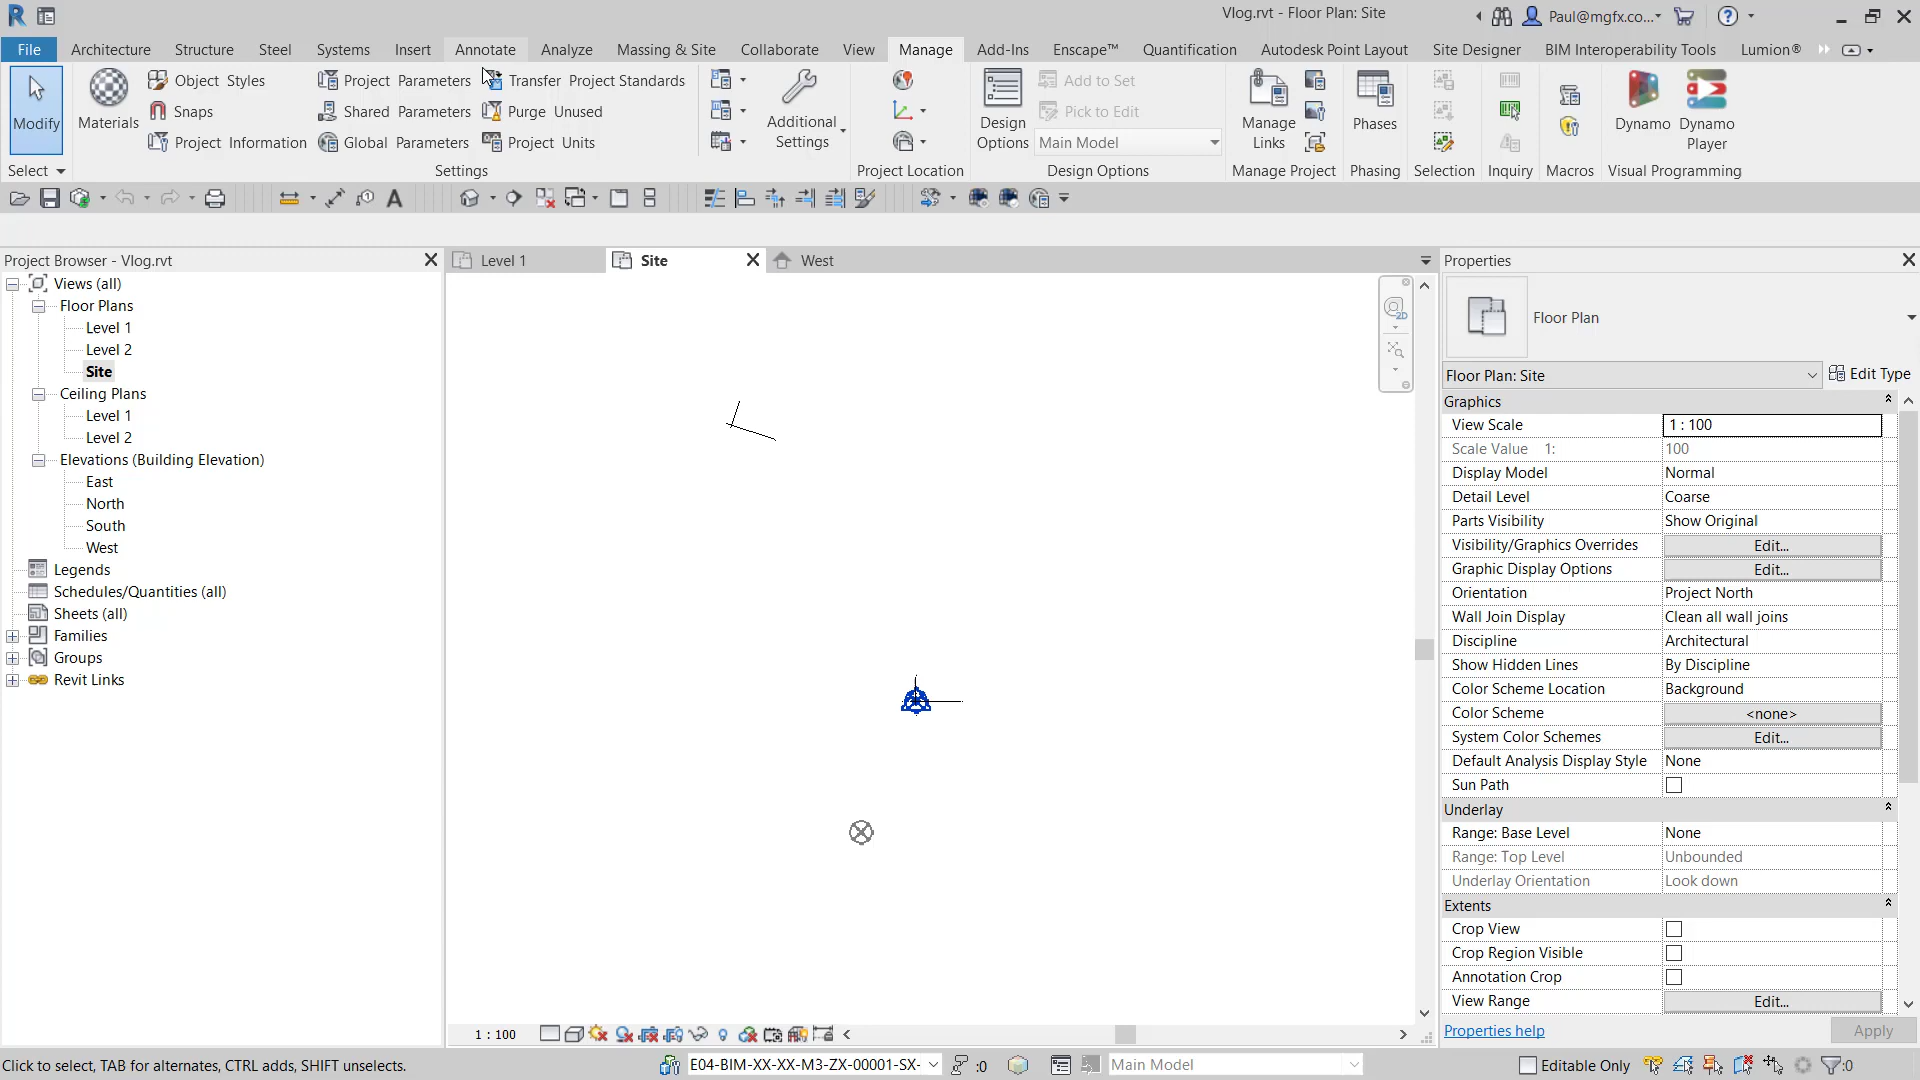 Vlog.rvt - Floor Plan: Site
Paul@mgfx.co...
File Architecture Structure Steel Systems Insert Annotate Analyze Massing & Site Collaborate View Manage Add-Ins Enscape™ Quantification Autodesk Point Layout Site Designer BIM Interoperability Tools Lumion®
Modify
Materials
Object Styles
Snaps
Project Information
Project Parameters
Shared Parameters
Global Parameters
Transfer Project Standards
Purge Unused
Project Units
Additional
Settings
Design
Options
Add to Set
Pick to Edit
Main Model
Manage
Links
Phases
Dynamo
Dynamo
Player
Select Settings Project Location Design Options Manage Project Phasing Selection Inquiry Macros Visual Programming
A
Project Browser - Vlog.rvt
Views (all)
Floor Plans
Level 1
Level 2
Site
Ceiling Plans
Level 1
Level 2
Elevations (Building Elevation)
East
North
South
West
Legends
Schedules/Quantities (all)
Sheets (all)
Families
Groups
Revit Links
Level 1
Site
West
2D
Properties
Floor Plan
Floor Plan: Site
Edit Type
Graphics
View Scale 1 : 100
Scale Value 1: 100
Display Model Normal
Detail Level Coarse
Parts Visibility Show Original
Visibility/Graphics Overrides Edit...
Graphic Display Options Edit...
Orientation Project North
Wall Join Display Clean all wall joins
Discipline Architectural
Show Hidden Lines By Discipline
Color Scheme Location Background
Color Scheme <none>
System Color Schemes Edit...
Default Analysis Display Style None
Sun Path
Underlay
Range: Base Level None
Range: Top Level Unbounded
Underlay Orientation Look down
Extents
Crop View
Crop Region Visible
Annotation Crop
View Range Edit...
Properties help
Apply
1 : 100
Click to select, TAB for alternates, CTRL adds, SHIFT unselects.
E04-BIM-XX-XX-M3-ZX-00001-SX-
:0
Main Model
Editable Only
:0